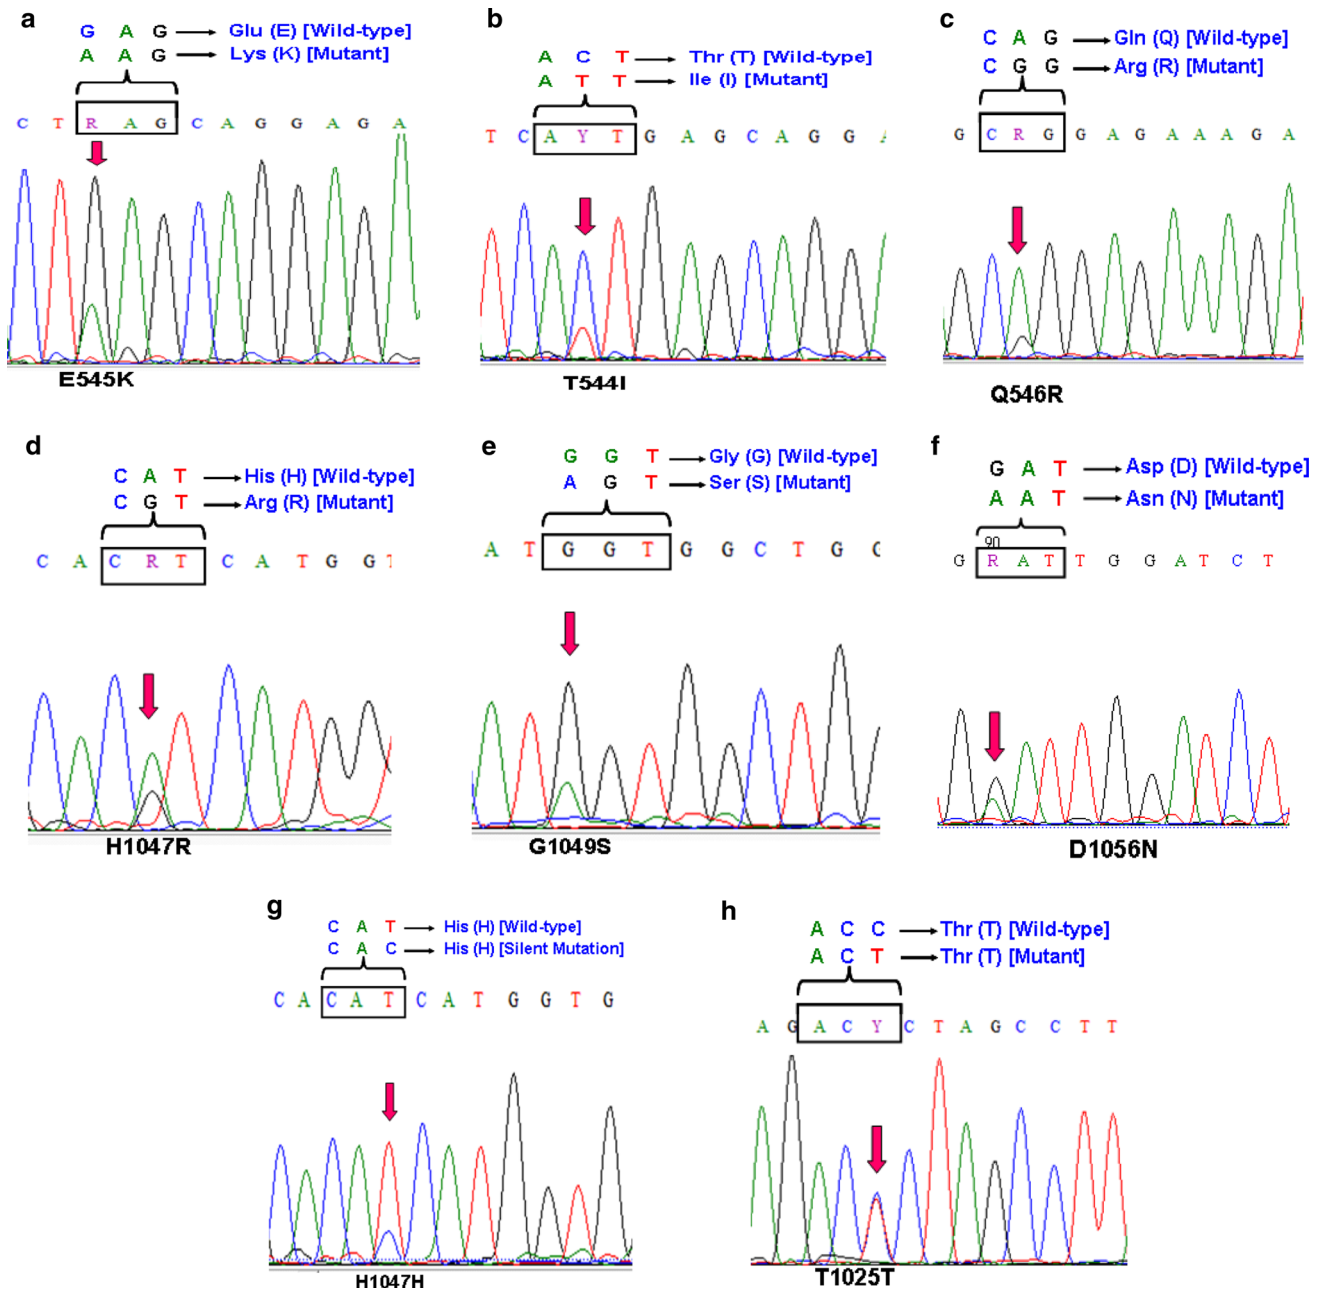 a
G A G Glu (E) [Wild-type]
A A G Lys (K) [Mutant]
C T R A G C A G G A G A
E545K
b
A C T Thr (T) [Wild-type]
A T T Ile (I) [Mutant]
T C A Y T G A G C A G G A
T544I
c
C A G Gln (Q) [Wild-type]
C G G Arg (R) [Mutant]
G C R G G A G A A A G A
Q546R
d
C A T His (H) [Wild-type]
C G T Arg (R) [Mutant]
C A C R T C A T G G T
H1047R
e
G G T Gly (G) [Wild-type]
A G T Ser (S) [Mutant]
A T G G T G G C T G G
G1049S
f
G A T Asp (D) [Wild-type]
A A T Asn (N) [Mutant]
90
G R A T T G G A T C T
D1056N
g
C A T His (H) [Wild-type]
C A C His (H) [Silent Mutation]
C A C A T C A T G G T G
H1047H
h
A C C Thr (T) [Wild-type]
A C T Thr (T) [Mutant]
A G A C Y C T A G C C T T
T1025T